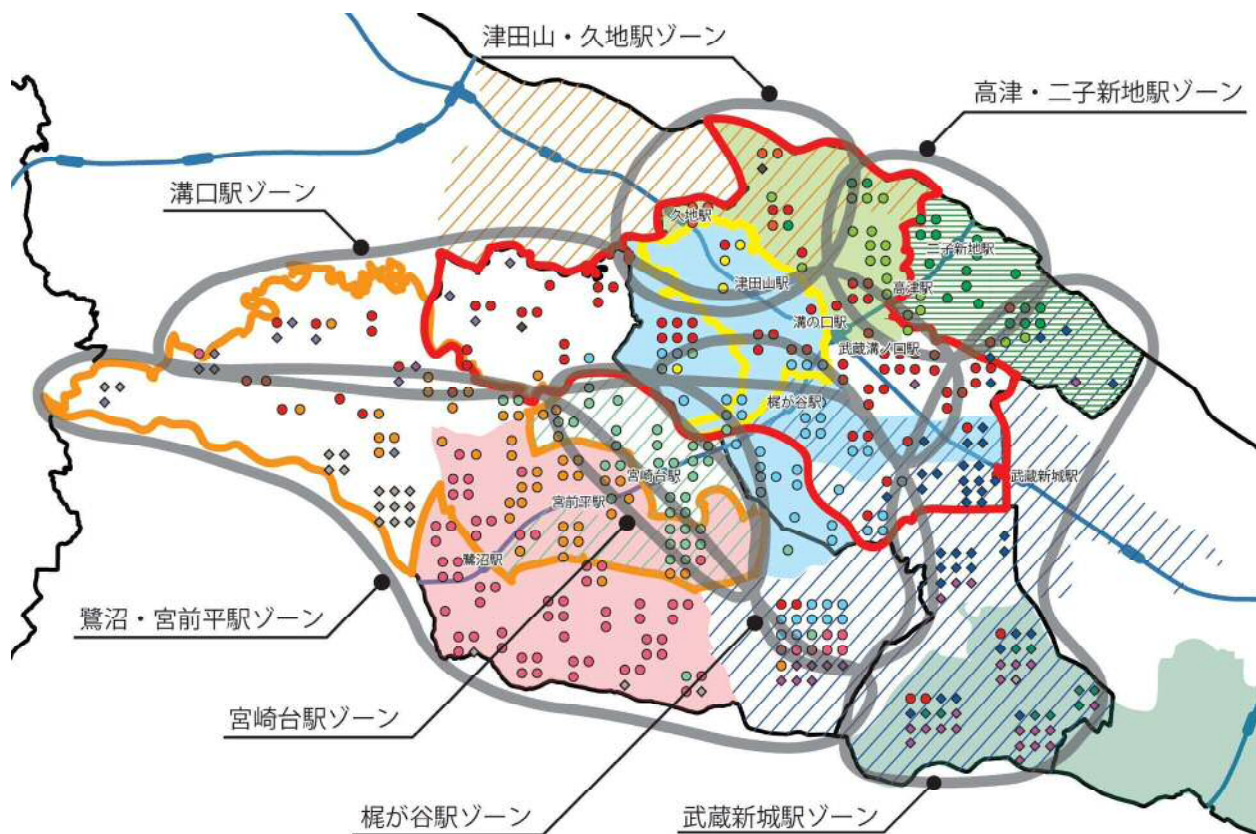 津田山・久地駅ゾーン
高津・二子新地駅ゾーン
溝口駅ゾーン
久地駅
二子新地駅
津田山駅
高津駅
溝の口駅
武蔵溝ノ口駅
梶が谷駅
宮崎台駅
武蔵新城駅
宮前平駅
鷺沼駅
鷺沼・宮前平駅ゾーン
宮崎台駅ゾーン
梶が谷駅ゾーン
武蔵新城駅ゾーン